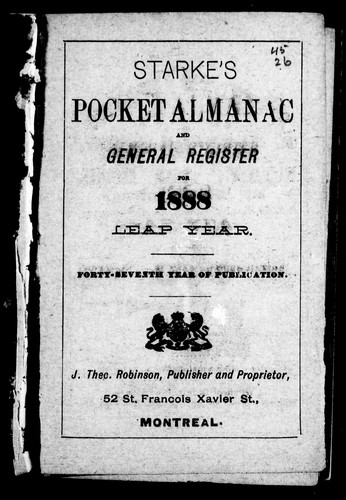 45
26
STARKE'S
POCKET ALMANAC
AND
GENERAL REGISTER
FOR
1888
LEAP YEAR.
FORTY-SEVENTH YEAR OF PUBLICATION.
J. Theo. Robinson, Publisher and Proprietor,
52 St. Francois Xavier St.,
MONTREAL.